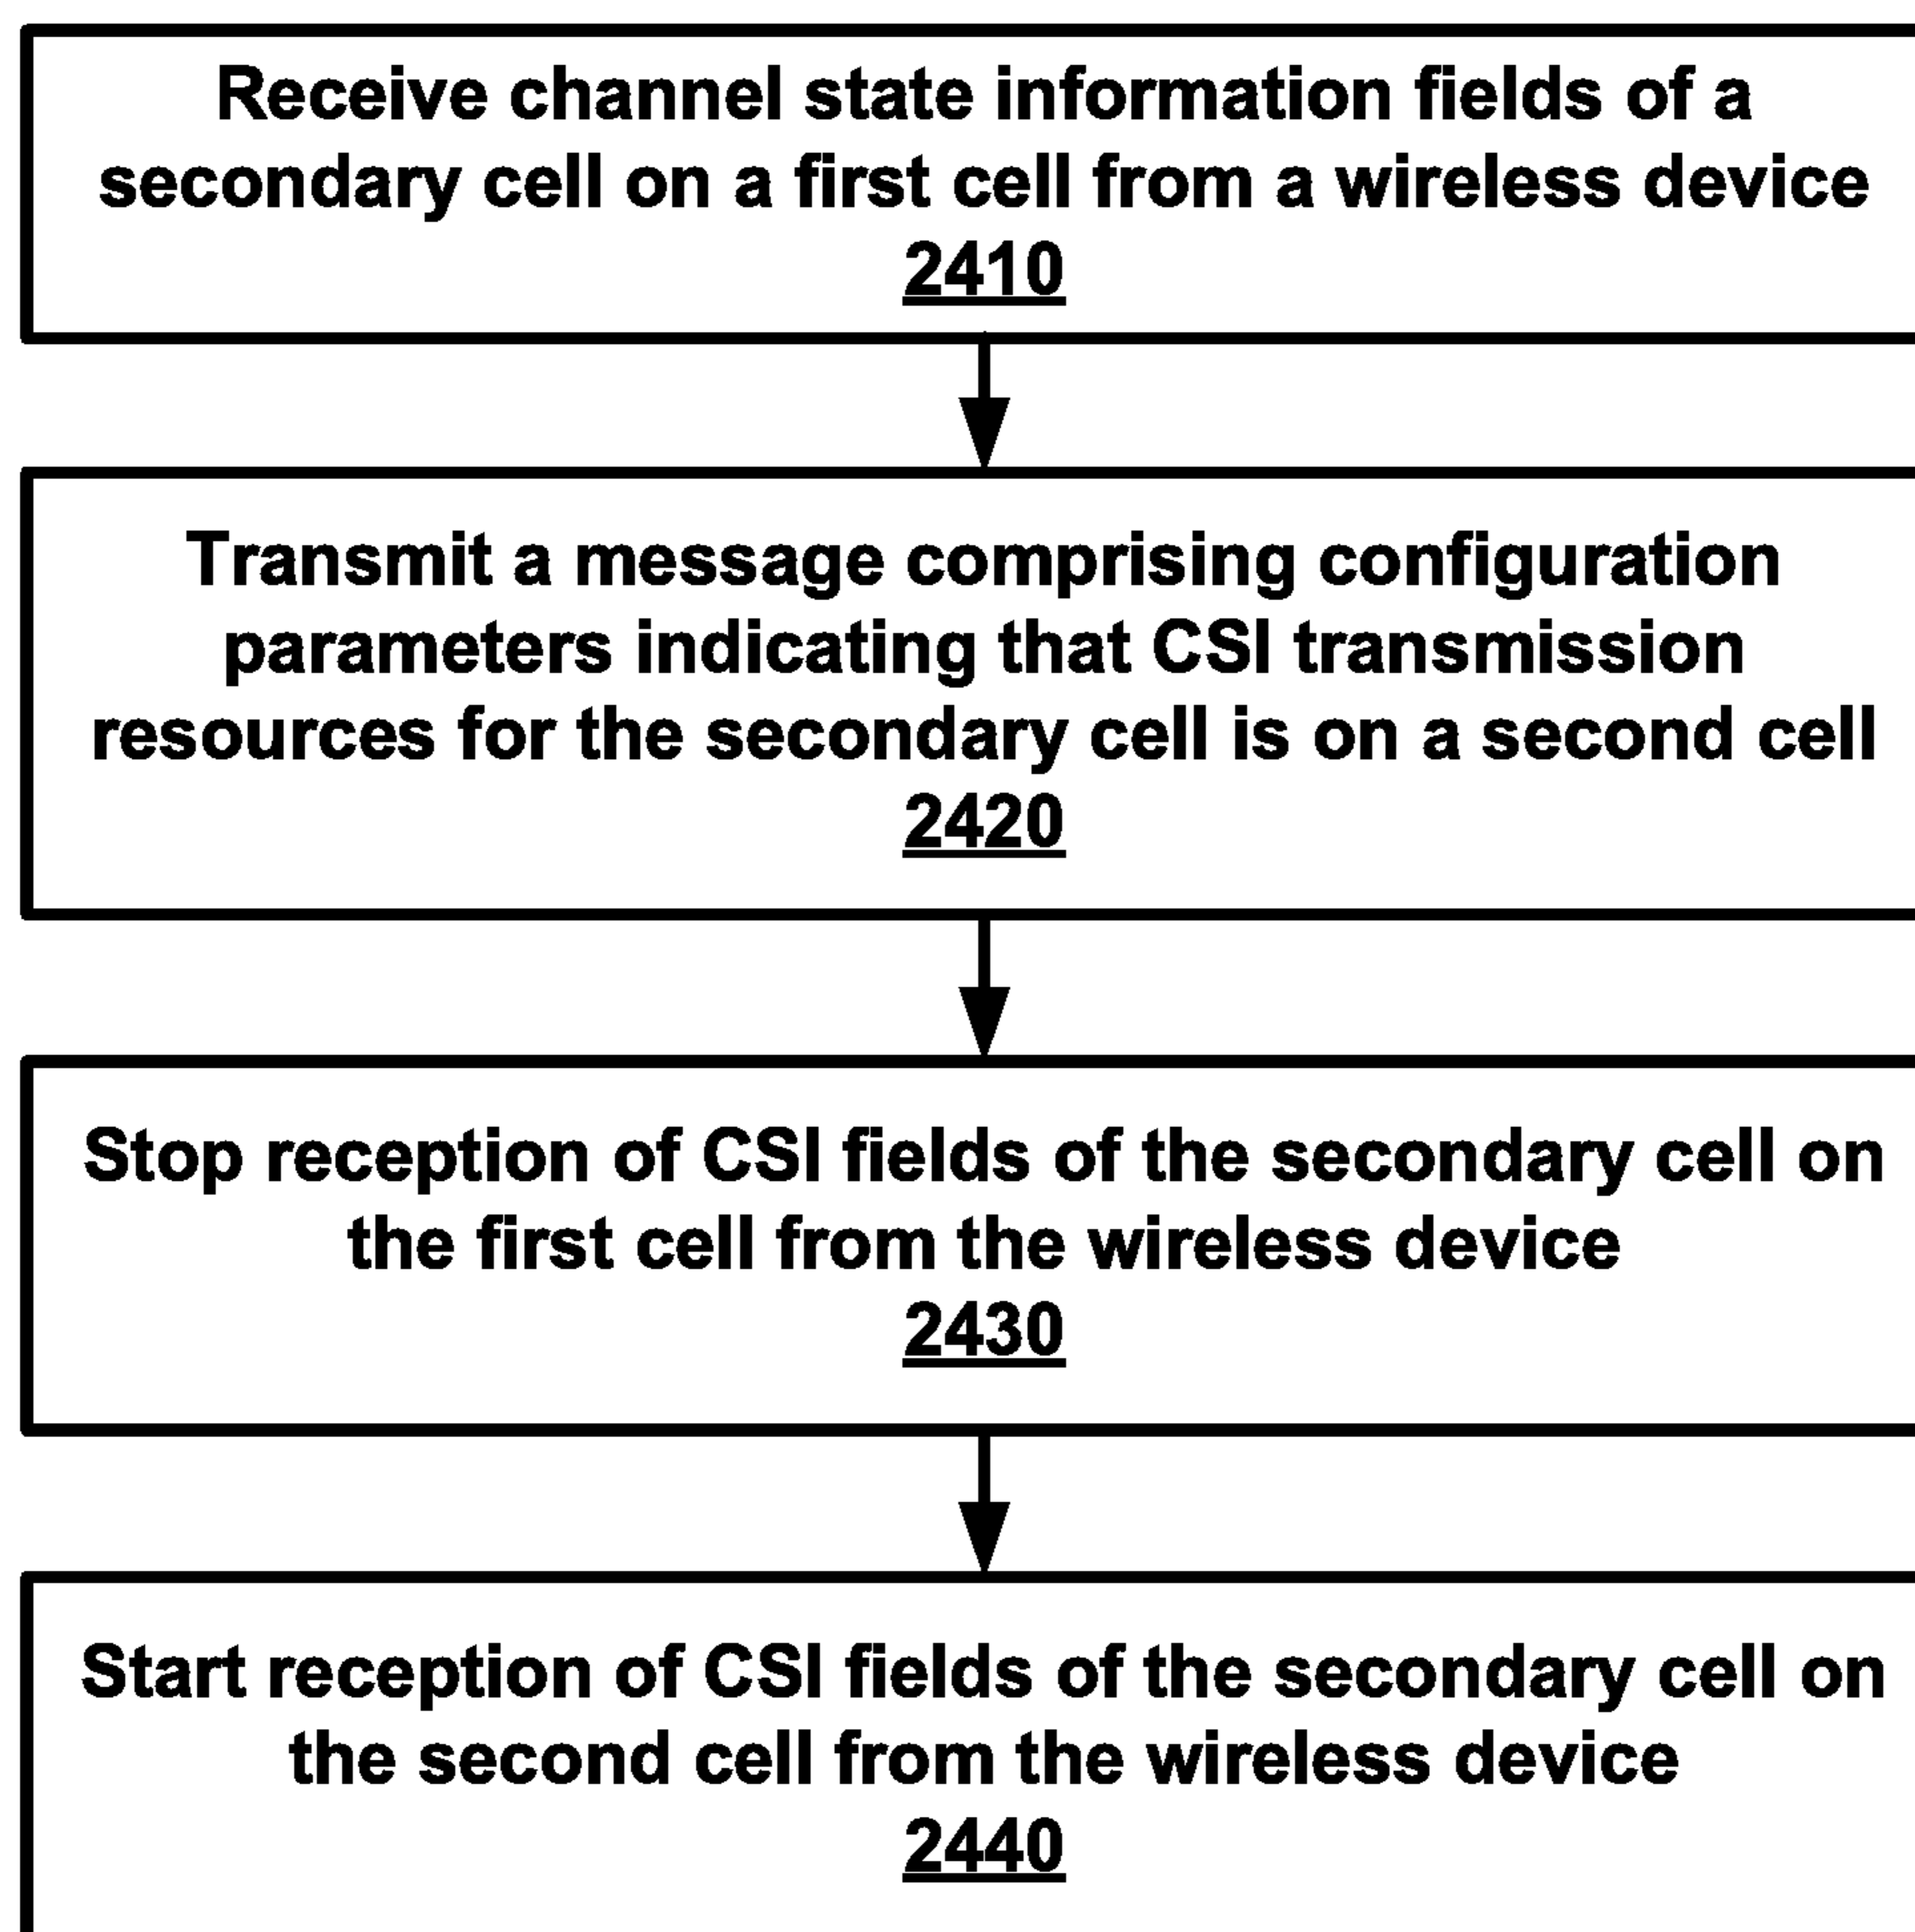 Receive channel state information fields of a
secondary cell on a first cell from a wireless device
2410
Transmit a message comprising configuration
parameters indicating that CSI transmission
resources for the secondary cell is on a second cell
2420
Stop reception of CSI fields of the secondary cell on
the first cell from the wireless device
2430
Start reception of CSI fields of the secondary cell on
the second cell from the wireless device
2440